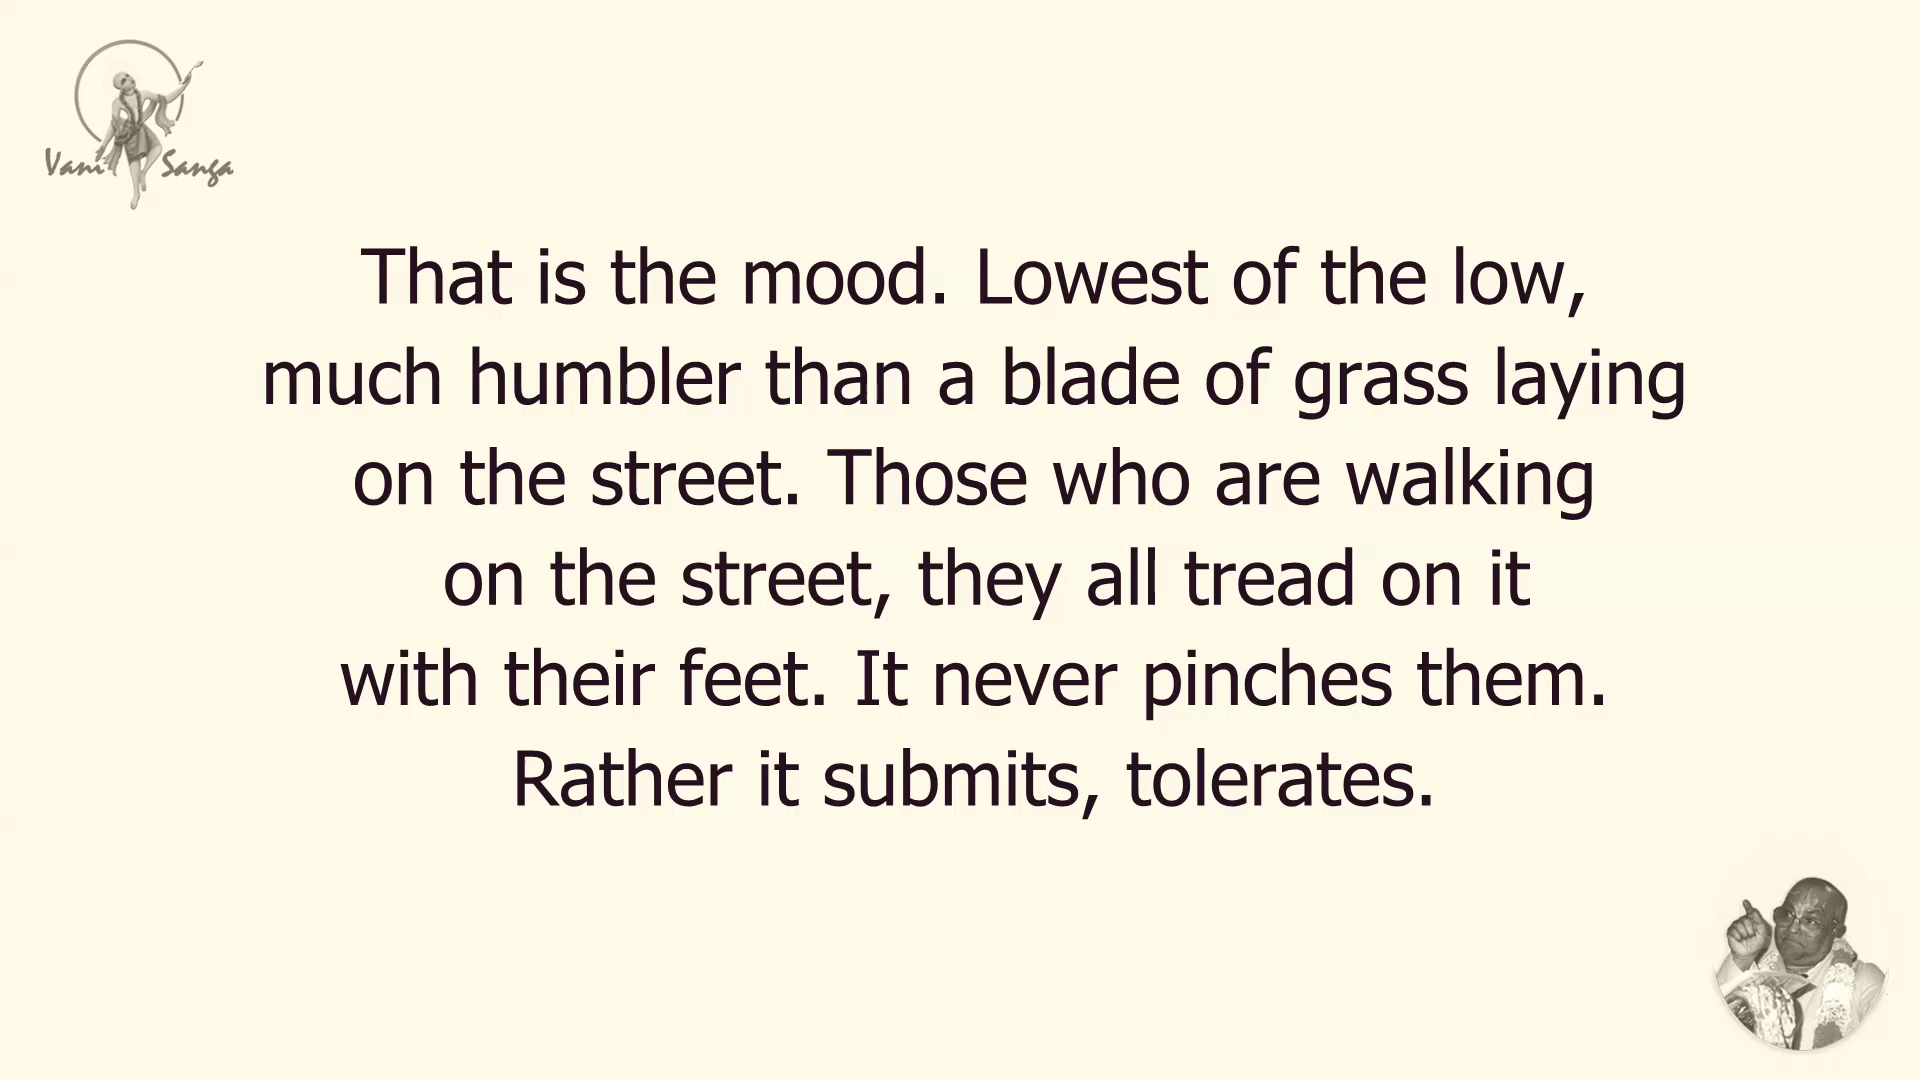 Vani Sanga
That is the mood. Lowest of the low,
much humbler than a blade of grass laying
on the street. Those who are walking
on the street, they all tread on it
with their feet. It never pinches them.
Rather it submits, tolerates.